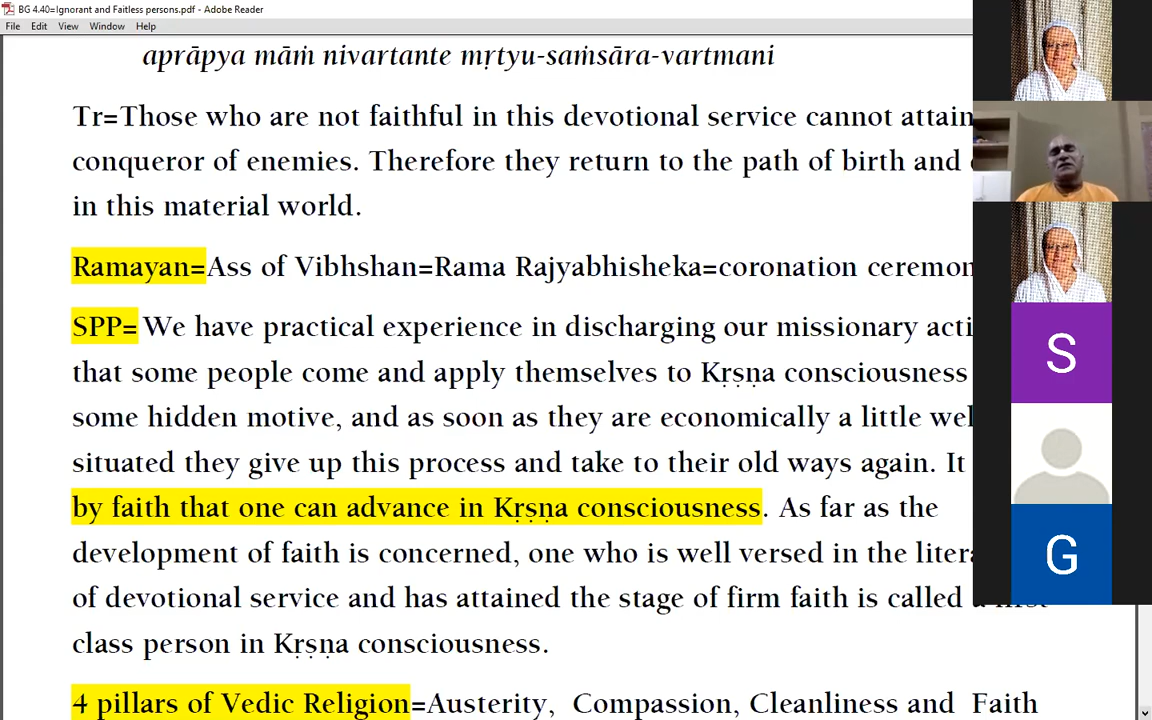 BG 4.40=Ignorant and Faitless persons.pdf - Adobe Reader
File Edit View Window Help
aprāpya māṁ nivartante mṛtyu-saṁsāra-vartmani
Tr=Those who are not faithful in this devotional service cannot attain
conqueror of enemies. Therefore they return to the path of birth and
in this material world.
Ramayan=Ass of Vibhshan=Rama Rajyabhisheka=coronation ceremon
SPP= We have practical experience in discharging our missionary acti
that some people come and apply themselves to Kṛṣṇa consciousness
some hidden motive, and as soon as they are economically a little wel
situated they give up this process and take to their old ways again. It
by faith that one can advance in Kṛṣṇa consciousness. As far as the
development of faith is concerned, one who is well versed in the litera
of devotional service and has attained the stage of firm faith is called
class person in Kṛṣṇa consciousness.
4 pillars of Vedic Religion=Austerity, Compassion, Cleanliness and Faith
S
G